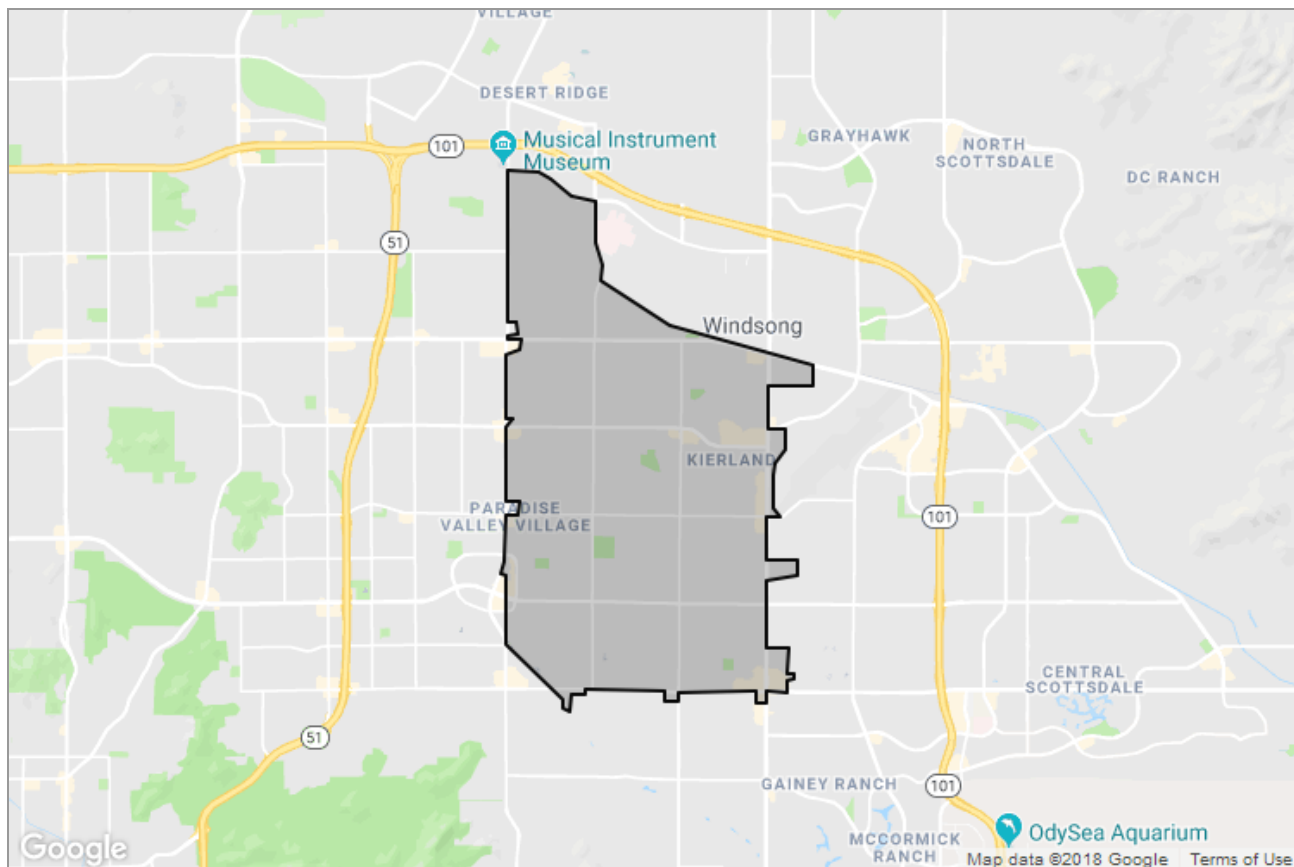 VILLAGE
DESERT RIDGE
101
Musical Instrument
Museum
GRAYHAWK
NORTH
SCOTTSDALE
DC RANCH
51
Windsong
KIERLAND
PARADISE
VALLEY VILLAGE
101
CENTRAL
SCOTTSDALE
51
GAINEY RANCH
101
OdySea Aquarium
MCCORMICK
RANCH
Google
Map data ©2018 Google Terms of Use